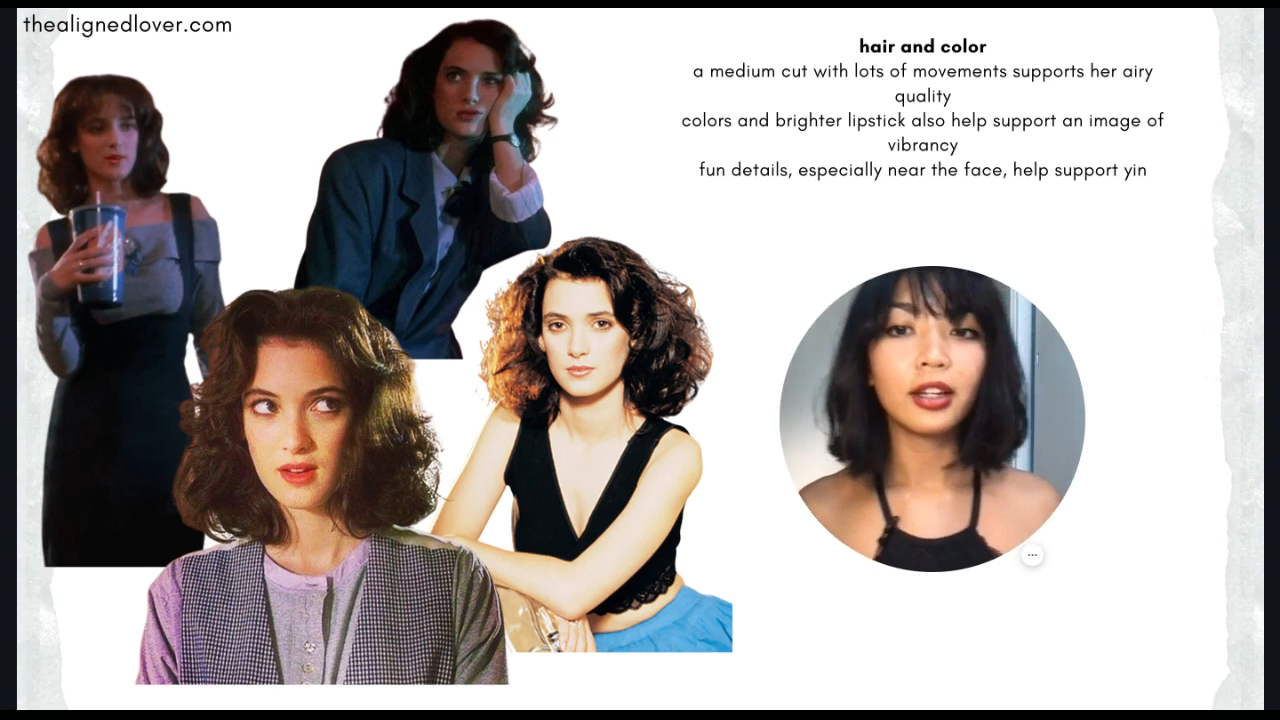 thealignedlover.com
hair and color
a medium cut with lots of movements supports her airy
quality
colors and brighter lipstick also help support an image of
vibrancy
fun details, especially near the face, help support yin